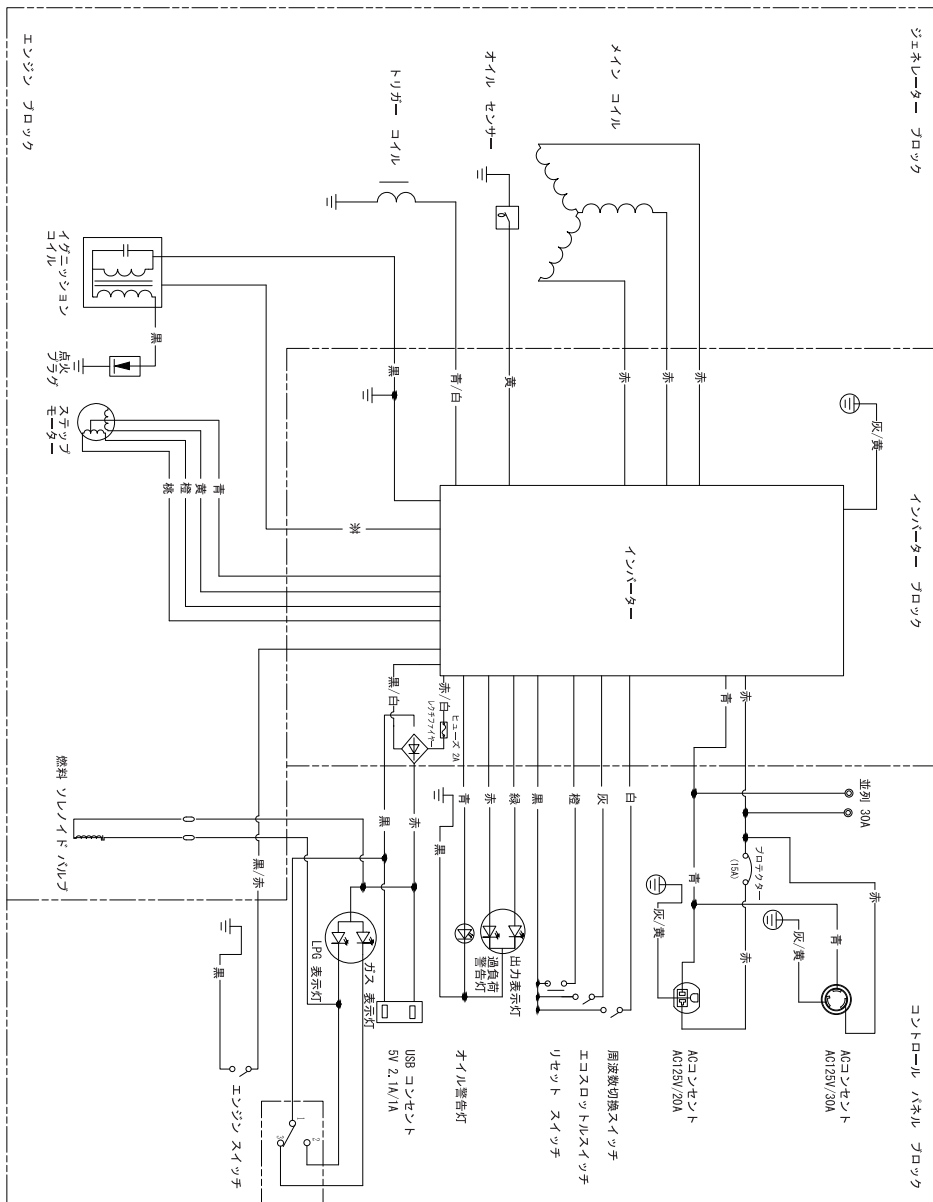 ジェネレーター ブロック
メイン コイル
オイル センサー
トリガー コイル
エンジン ブロック
イグニッション
コイル
黒
点火
プラグ
ステップ
モーター
青
黄
橙
桃
赤
赤
赤
黄
青/白
黒
灰/黄
インバーター ブロック
インバーター
赤
青
黒/白
赤/白
レクチファイヤー
ヒューズ 2A
並列 30A
プロテクター
(15A)
赤
青
灰/黄
青
灰/黄
赤
白
灰
橙
黒
緑
赤
青
黒
赤
黒
黒/赤
黒
燃料 ソレノイド バルブ
LPG 表示灯
ガス 表示灯
過負荷
警告灯
出力表示灯
コントロール パネル ブロック
ACコンセント
AC125V/30A
ACコンセント
AC125V/20A
周波数切換スイッチ
エコスロットルスイッチ
リセット スイッチ
オイル警告灯
USB コンセント
5V 2.1A/1A
エンジン スイッチ
1
2
3